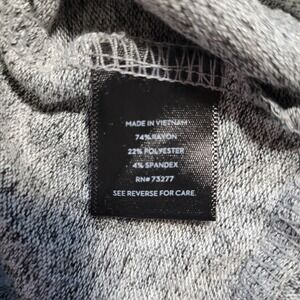 MADE IN VIETNAM
74% RAYON
22% POLYESTER
4% SPANDEX
RN# 73277
SEE REVERSE FOR CARE.